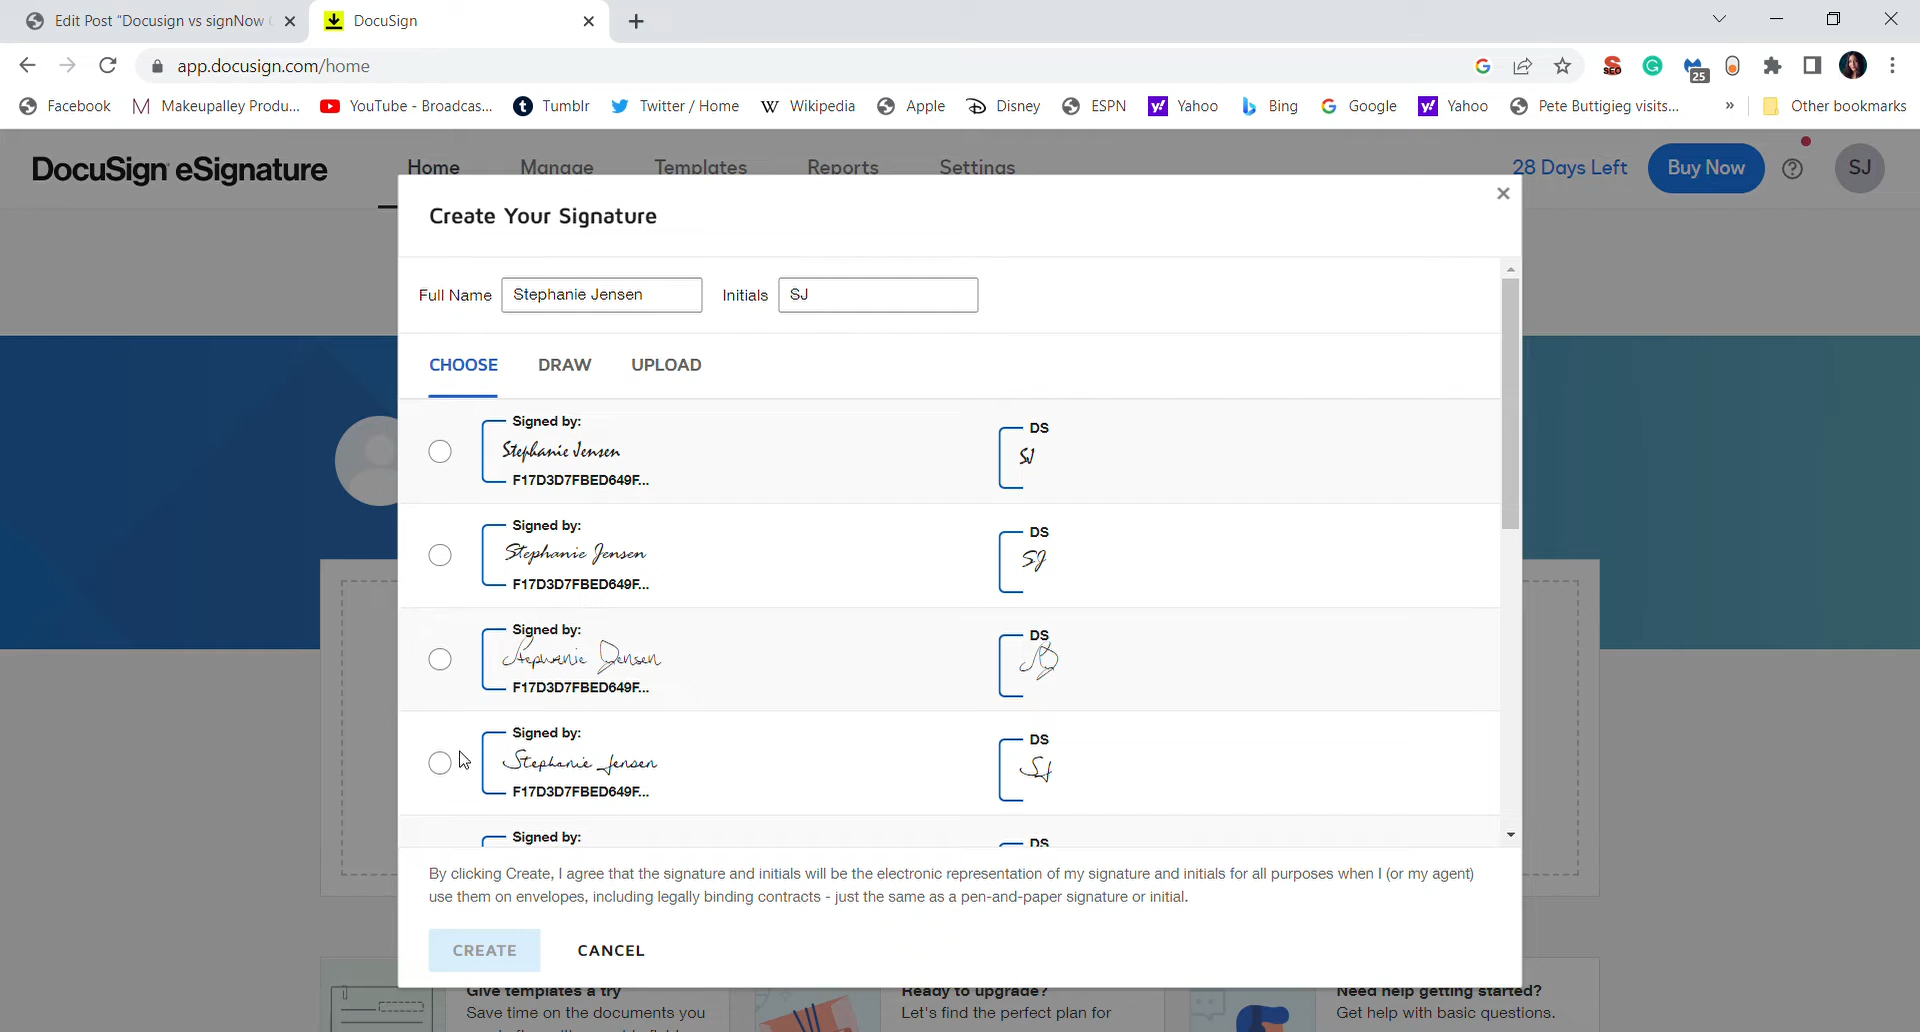 Edit Post “Docusign vs signNow
DocuSign
app.docusign.com/home
25
Facebook
Makeupalley Produ...
YouTube - Broadcas...
Tumblr
Twitter / Home
Wikipedia
Apple
Disney
ESPN
Yahoo
Bing
Google
Yahoo
Pete Buttigieg visits...
»
Other bookmarks
DocuSign eSignature
Home
Manage
Templates
Reports
Settings
28 Days Left
Buy Now
SJ
Create Your Signature
Full Name
Stephanie Jensen
Initials
SJ
CHOOSE
DRAW
UPLOAD
Signed by:
Stephanie Jensen
F17D3D7FBED649F...
DS
SJ
Signed by:
Stephanie Jensen
F17D3D7FBED649F...
DS
SJ
Signed by:
Stephanie Jensen
F17D3D7FBED649F...
DS
SJ
Signed by:
Stephanie Jensen
F17D3D7FBED649F...
DS
SJ
Signed by:
DS
By clicking Create, I agree that the signature and initials will be the electronic representation of my signature and initials for all purposes when I (or my agent)
use them on envelopes, including legally binding contracts - just the same as a pen-and-paper signature or initial.
CREATE
CANCEL
Give templates a try
Save time on the documents you
Ready to upgrade?
Let's find the perfect plan for
Need help getting started?
Get help with basic questions.